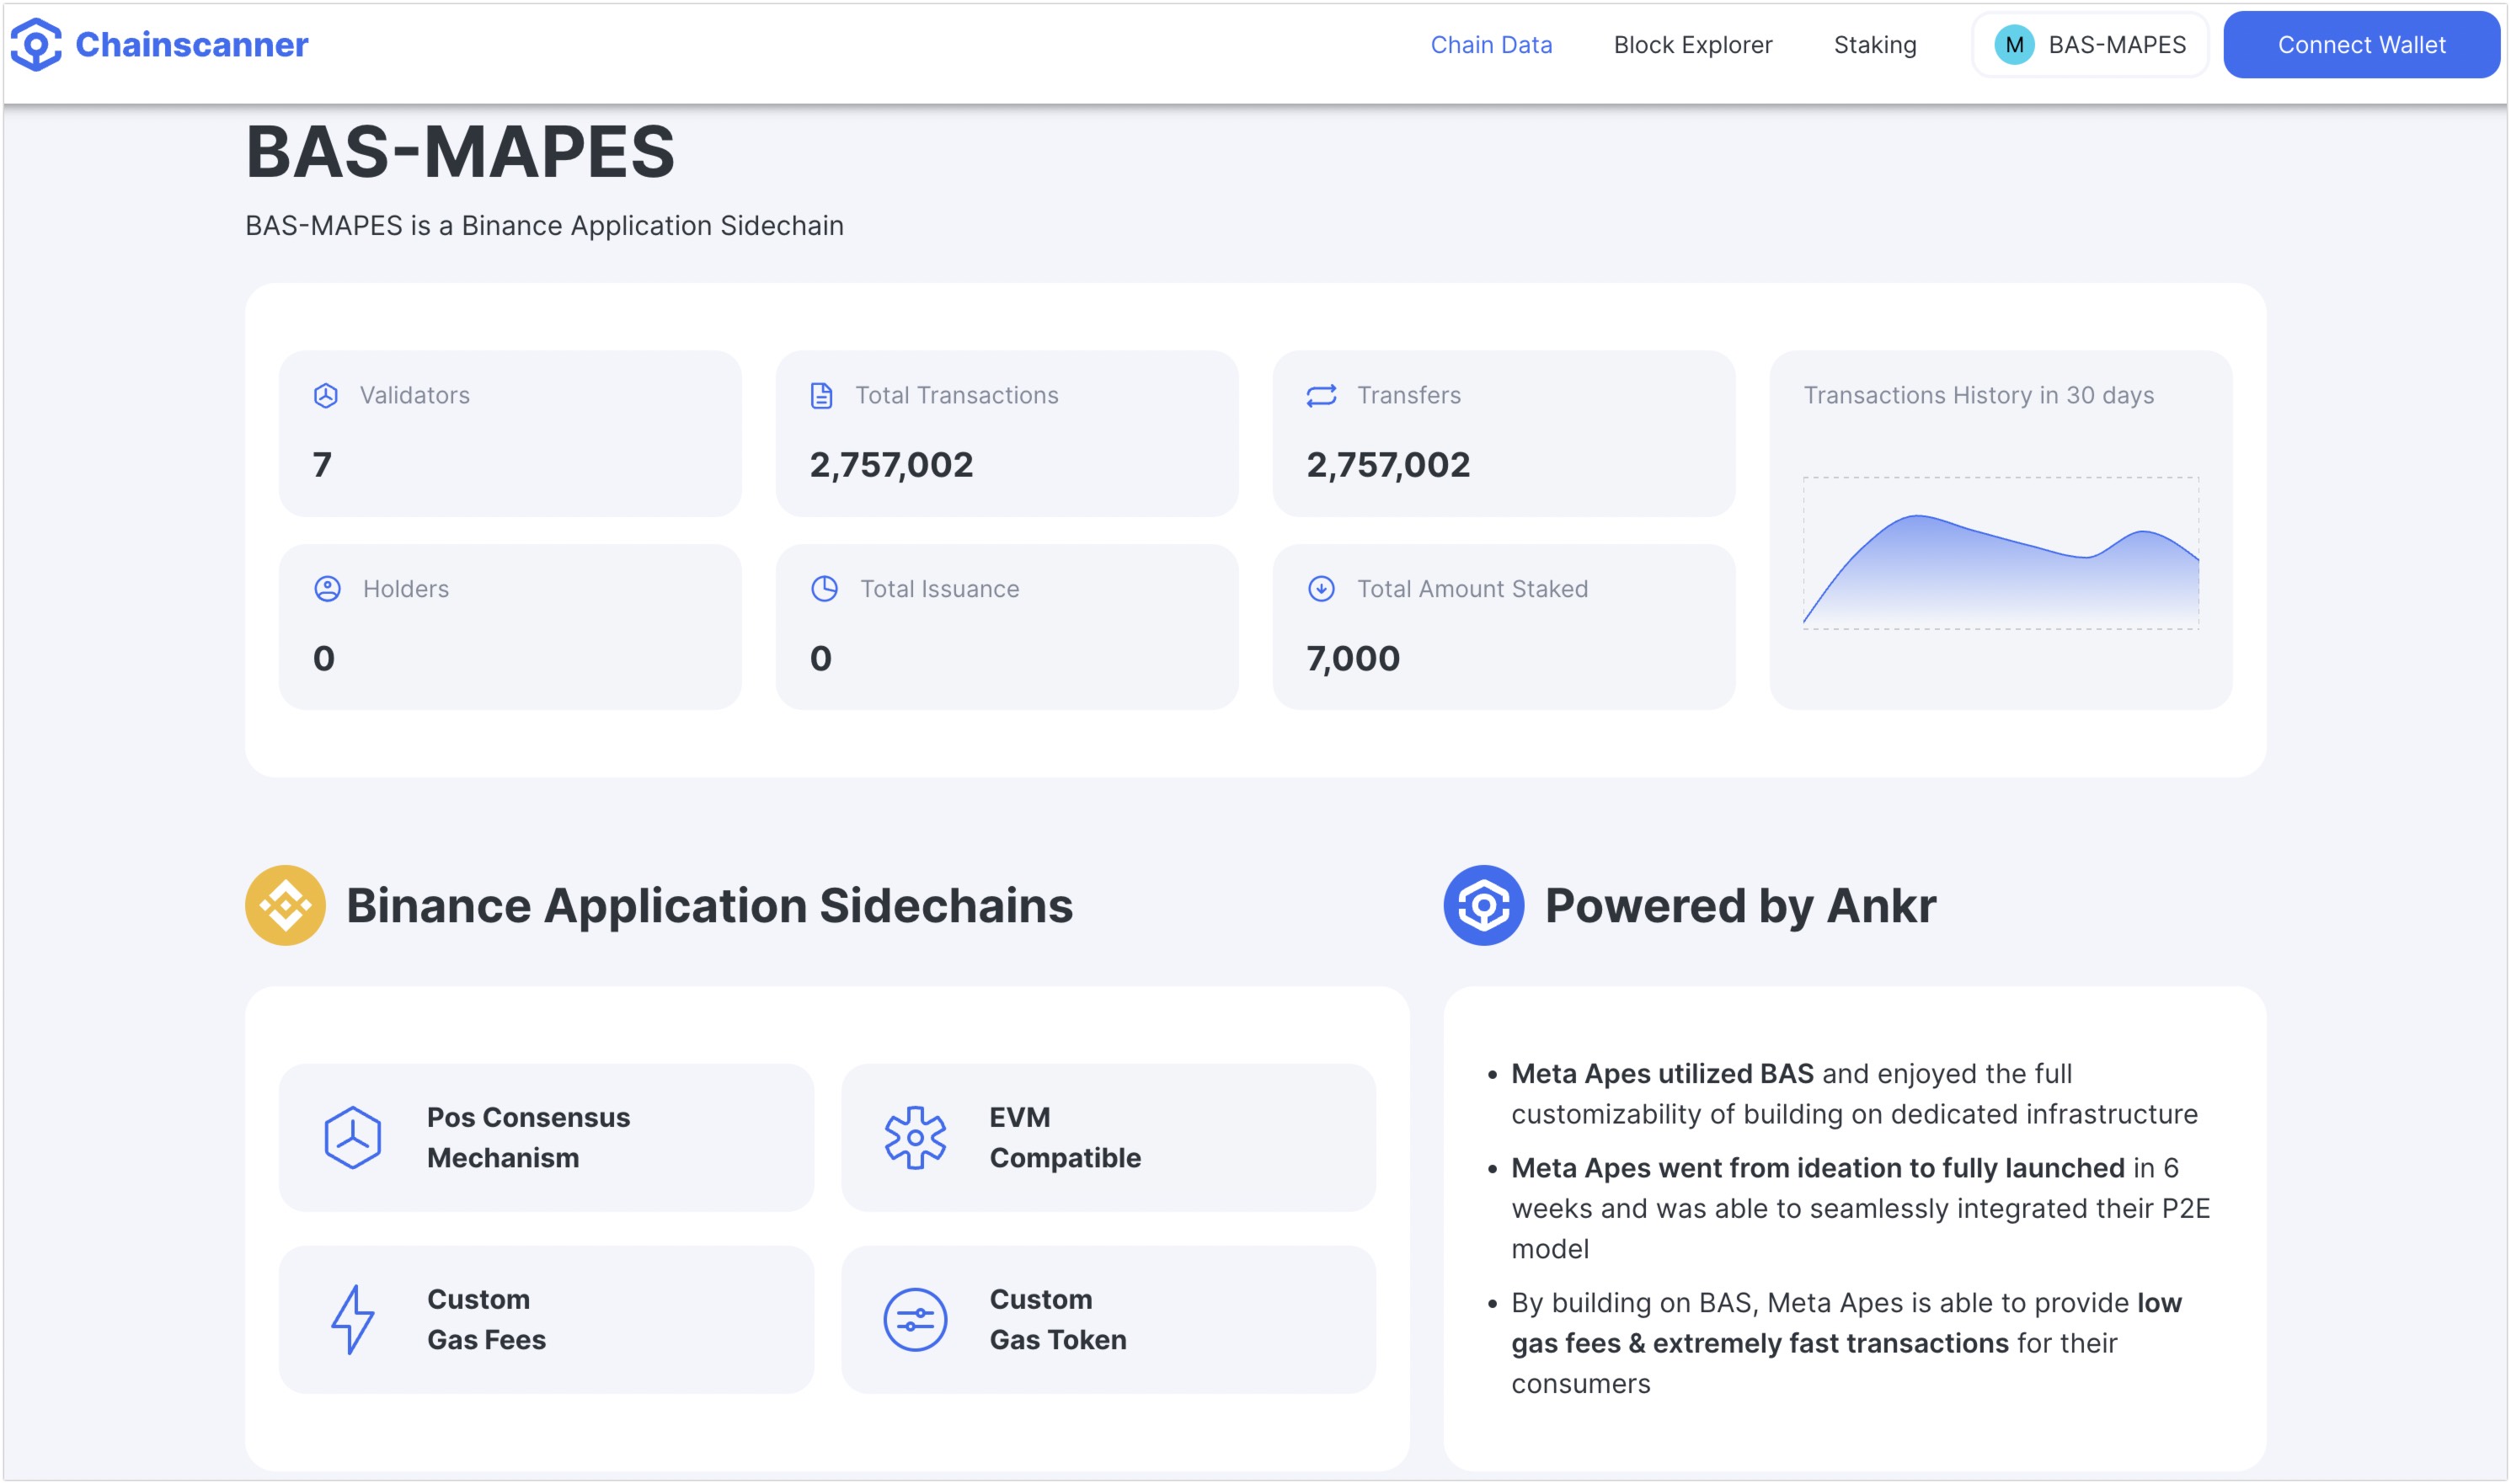 Chainscanner
Chain Data
Block Explorer
Staking
M
BAS-MAPES
Connect Wallet
BAS-MAPES
BAS-MAPES is a Binance Application Sidechain
Validators
7
Total Transactions
2,757,002
Transfers
2,757,002
Transactions History in 30 days
Holders
0
Total Issuance
0
Total Amount Staked
7,000
Binance Application Sidechains
Pos Consensus
Mechanism
EVM
Compatible
Custom
Gas Fees
Custom
Gas Token
Powered by Ankr
• Meta Apes utilized BAS and enjoyed the full
customizability of building on dedicated infrastructure
• Meta Apes went from ideation to fully launched in 6
weeks and was able to seamlessly integrated their P2E
model
• By building on BAS, Meta Apes is able to provide low
gas fees & extremely fast transactions for their
consumers